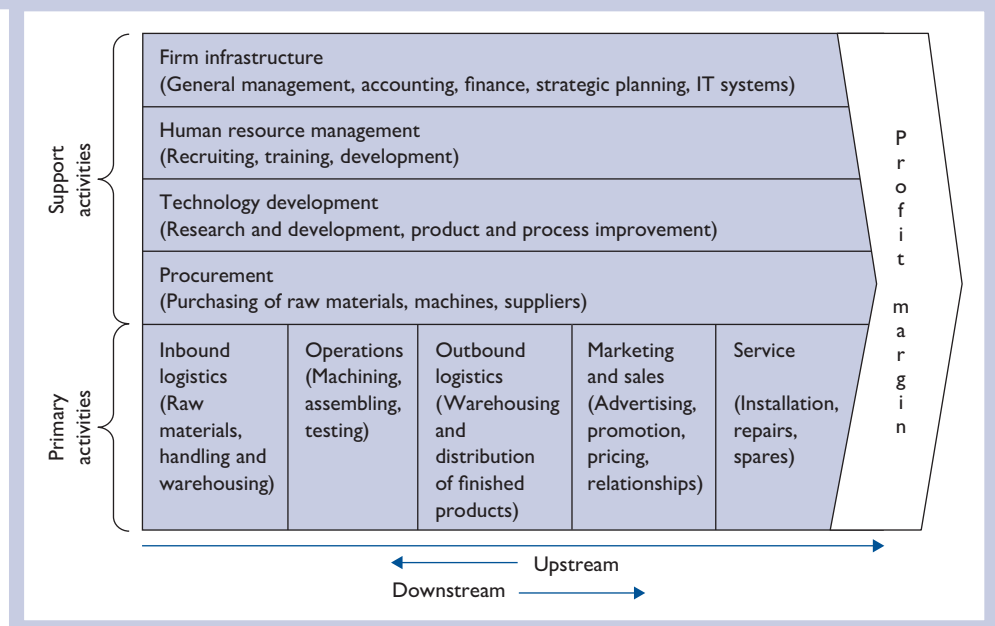 Support
activities
Firm infrastructure
(General management, accounting, finance, strategic planning, IT systems)
Human resource management
(Recruiting, training, development)
Technology development
(Research and development, product and process improvement)
Procurement
(Purchasing of raw materials, machines, suppliers)
Primary
activities
Inbound
logistics
(Raw
materials,
handling and
warehousing)
Operations
(Machining,
assembling,
testing)
Outbound
logistics
(Warehousing
and
distribution
of finished
products)
Marketing
and sales
(Advertising,
promotion,
pricing,
relationships)
Service
(Installation,
repairs,
spares)
Profit margin
Upstream
Downstream